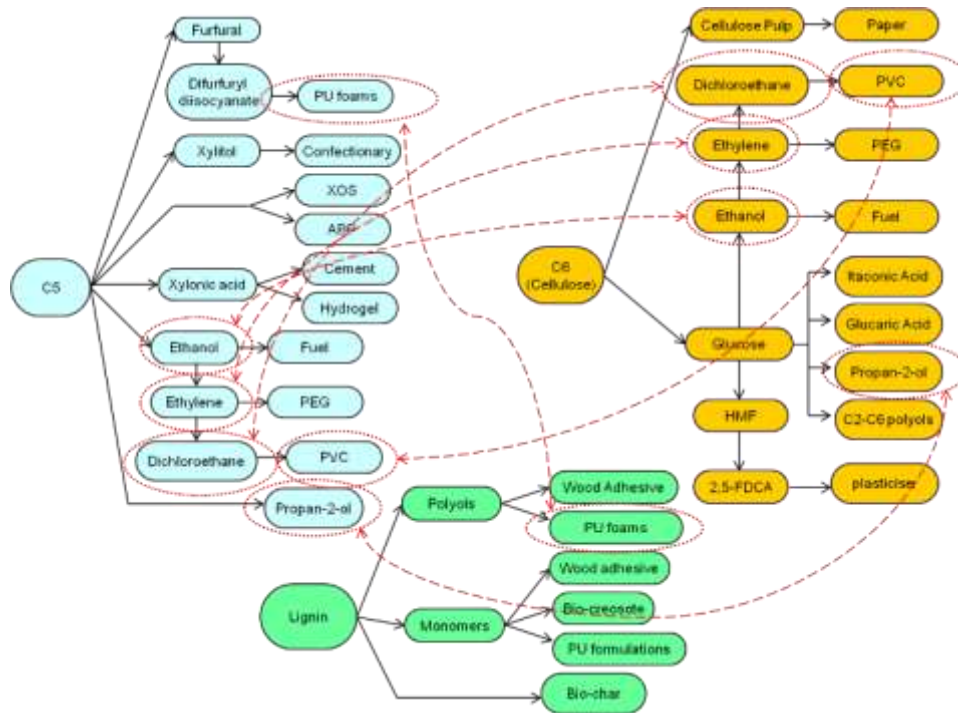 C5
Furfural
Difurfuryl
diisocyanate
PU foams
Xylitol
Confectionary
XOS
Xylonic acid
Cement
Hydrogel
Ethanol
Fuel
Ethylene
PEG
Dichloroethane
PVC
Propan-2-ol
C6
(Cellulose)
Cellulose Pulp
Paper
Dichloroethane
PVC
Ethylene
PEG
Ethanol
Fuel
Glucose
Itaconic Acid
Glucaric Acid
Propan-2-ol
C2-C6 polyols
HMF
2,5-FDCA
plasticiser
Lignin
Polyols
Wood Adhesive
PU foams
Monomers
Wood adhesive
Bio-creosote
PU formulations
Bio-char